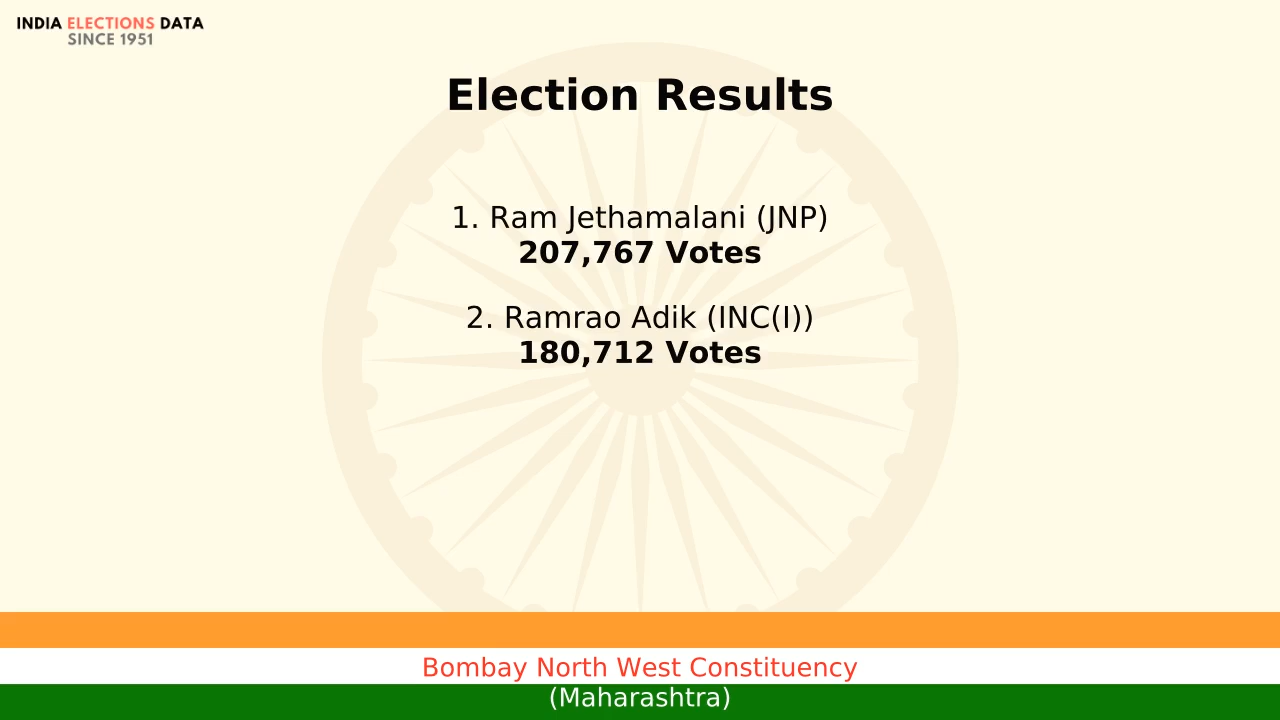 INDIA ELECTIONS DATA
SINCE 1951
Election Results
1. Ram Jethamalani (JNP)
207,767 Votes
2. Ramrao Adik (INC(I))
180,712 Votes
Bombay North West Constituency
(Maharashtra)